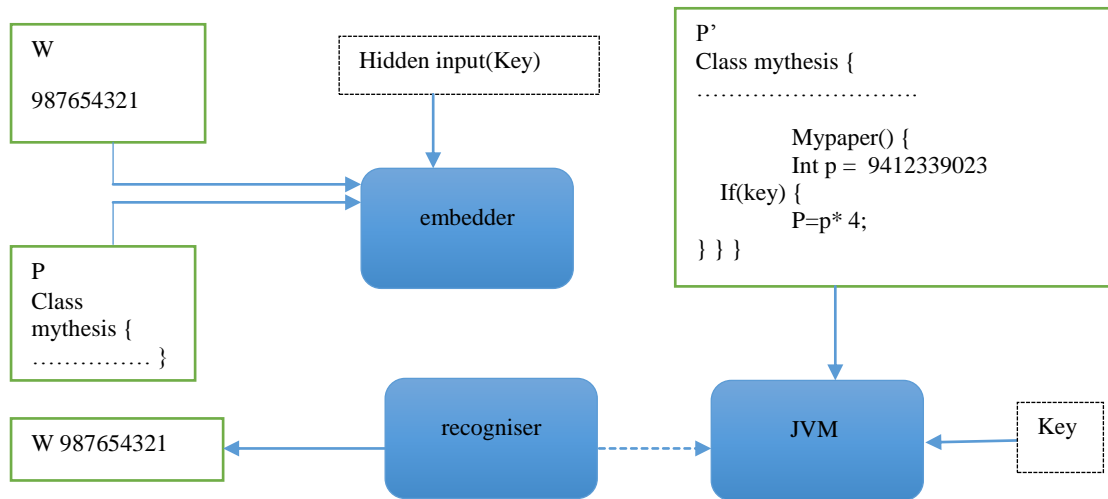 W
987654321
Hidden input(Key)
embedder
P
Class
mythesis {
…………… }
P’
Class mythesis {
……………………….
Mypaper() {
Int p =  9412339023
If(key) {
P=p* 4;
} } }
W 987654321
recogniser
JVM
Key